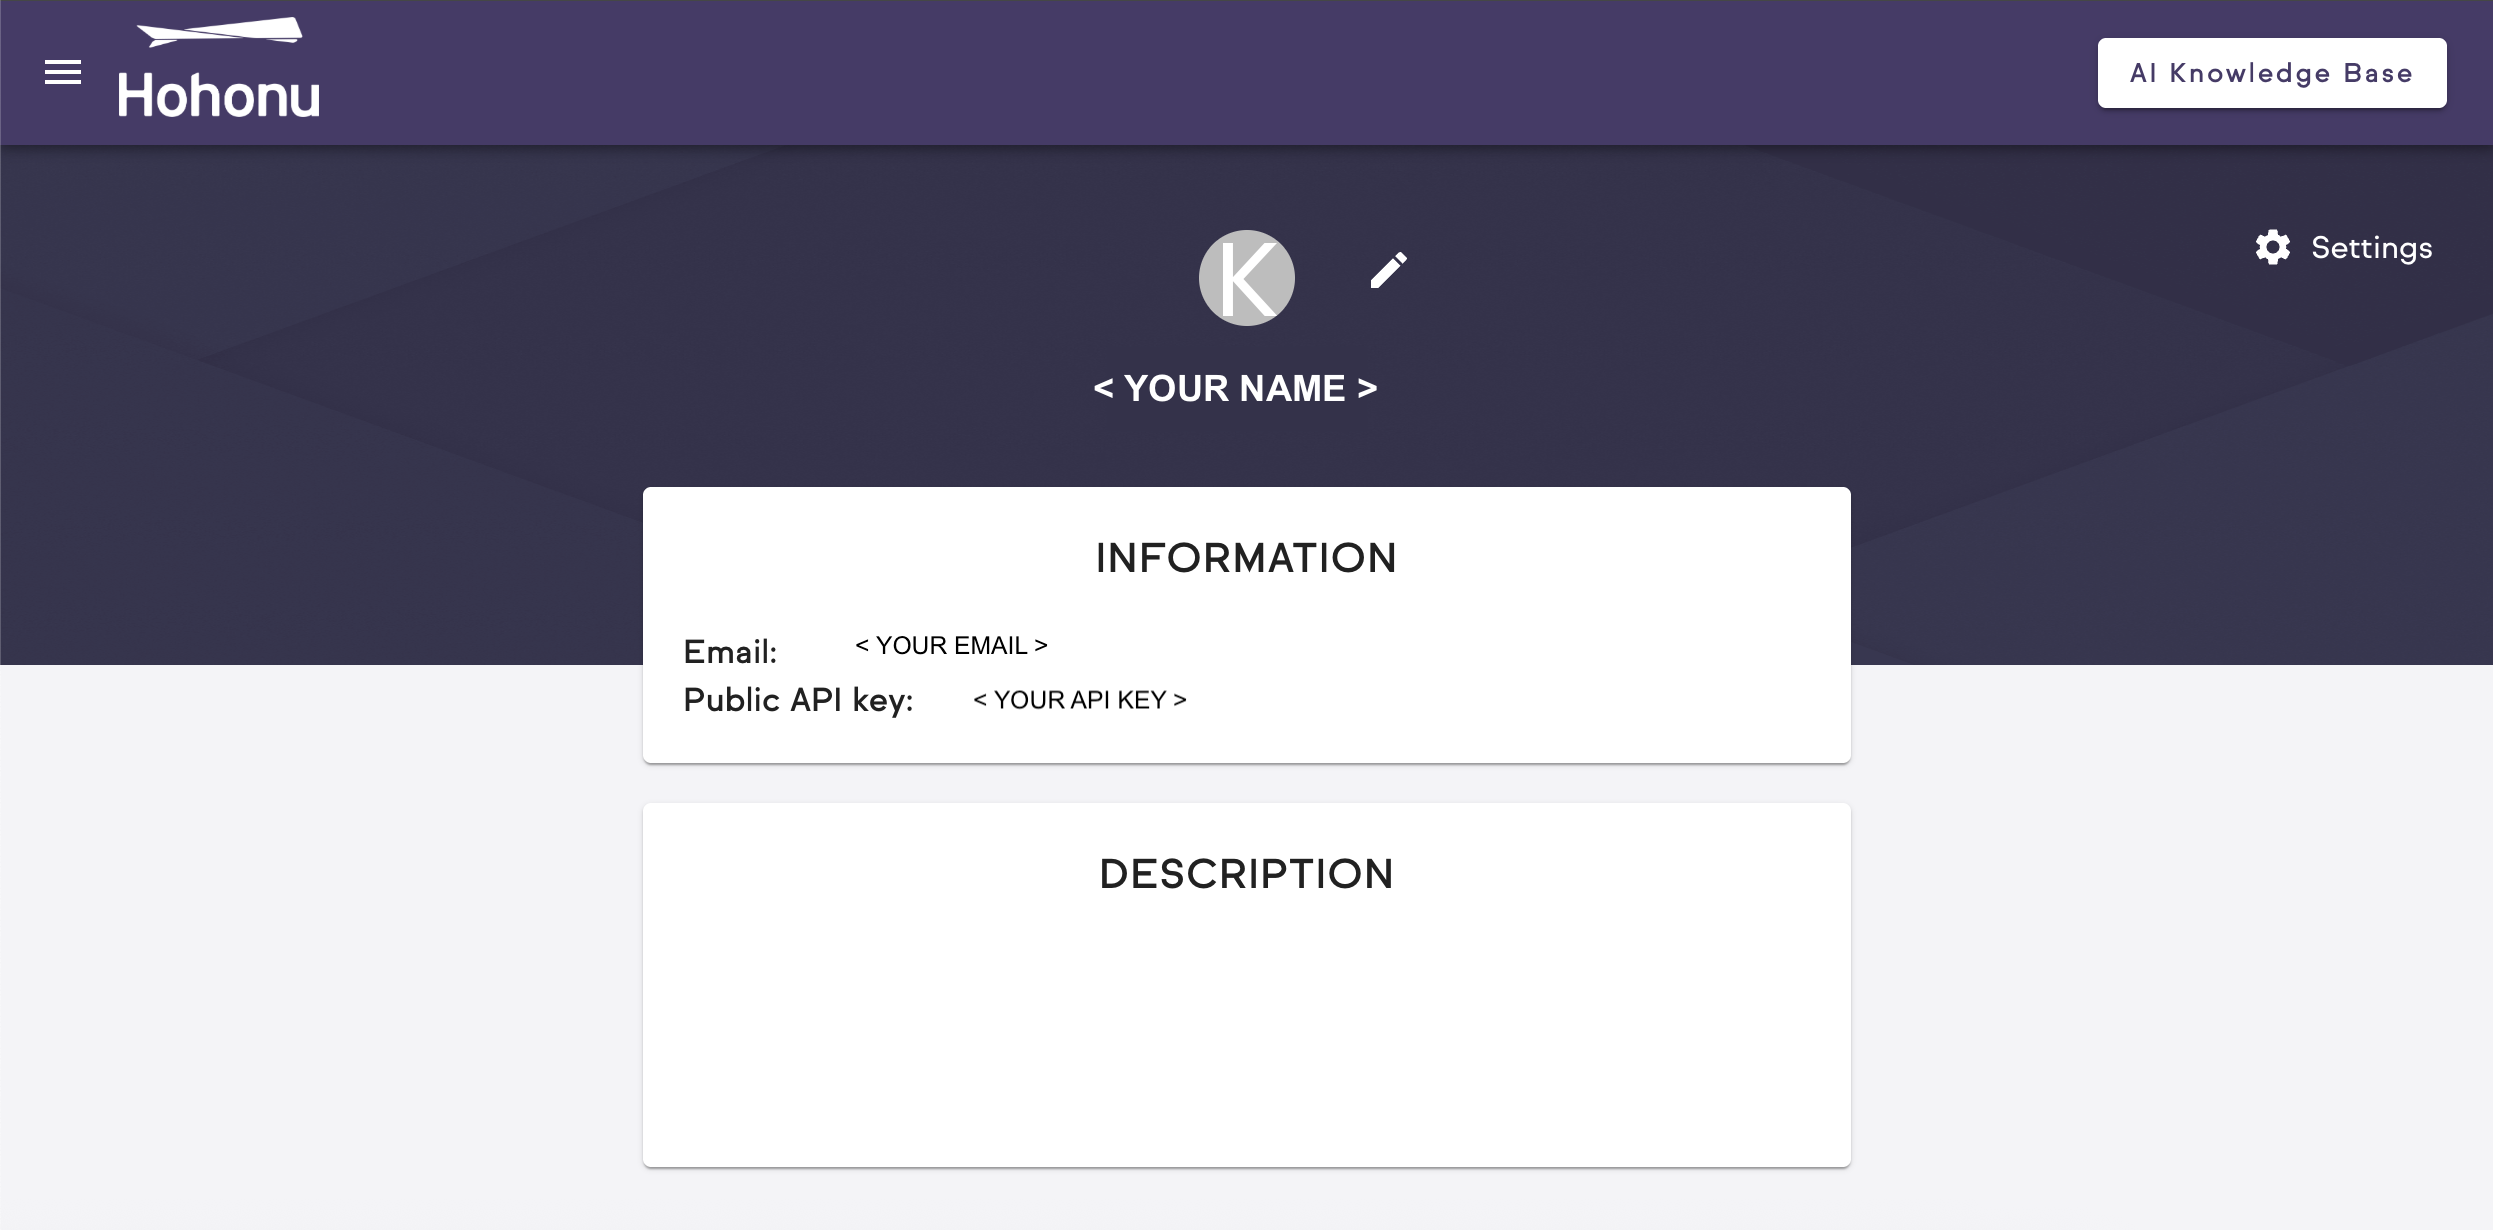 Hohonu
AI Knowledge Base
Settings
K
< YOUR NAME >
INFORMATION
Email: < YOUR EMAIL >
Public API key: < YOUR API KEY >
DESCRIPTION